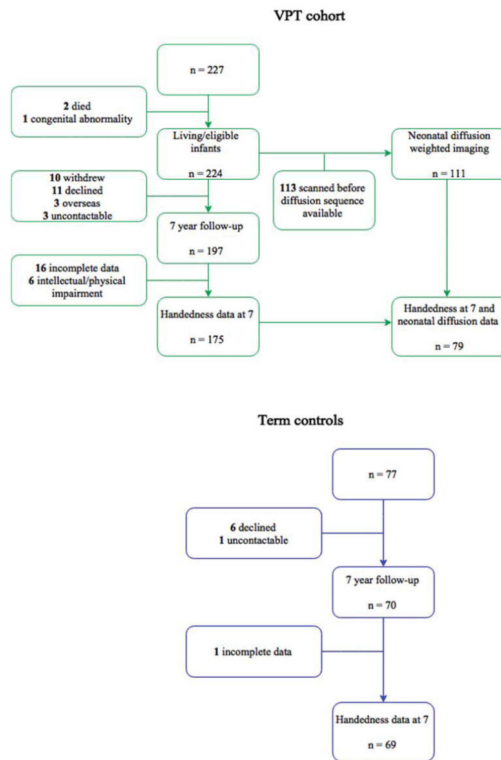 VPT cohort
n = 227
2 died
1 congenital abnormality
Living/eligible
infants
n = 224
Neonatal diffusion
weighted imaging
n = 111
10 withdrew
11 declined
3 overseas
3 uncontactable
113 scanned before
diffusion sequence
available
7 year follow-up
n = 197
16 incomplete data
6 intellectual/physical
impairment
Handedness data at 7
n = 175
Handedness at 7 and
neonatal diffusion data
n = 79
Term controls
n = 77
6 declined
1 uncontactable
7 year follow-up
n = 70
1 incomplete data
Handedness data at 7
n = 69